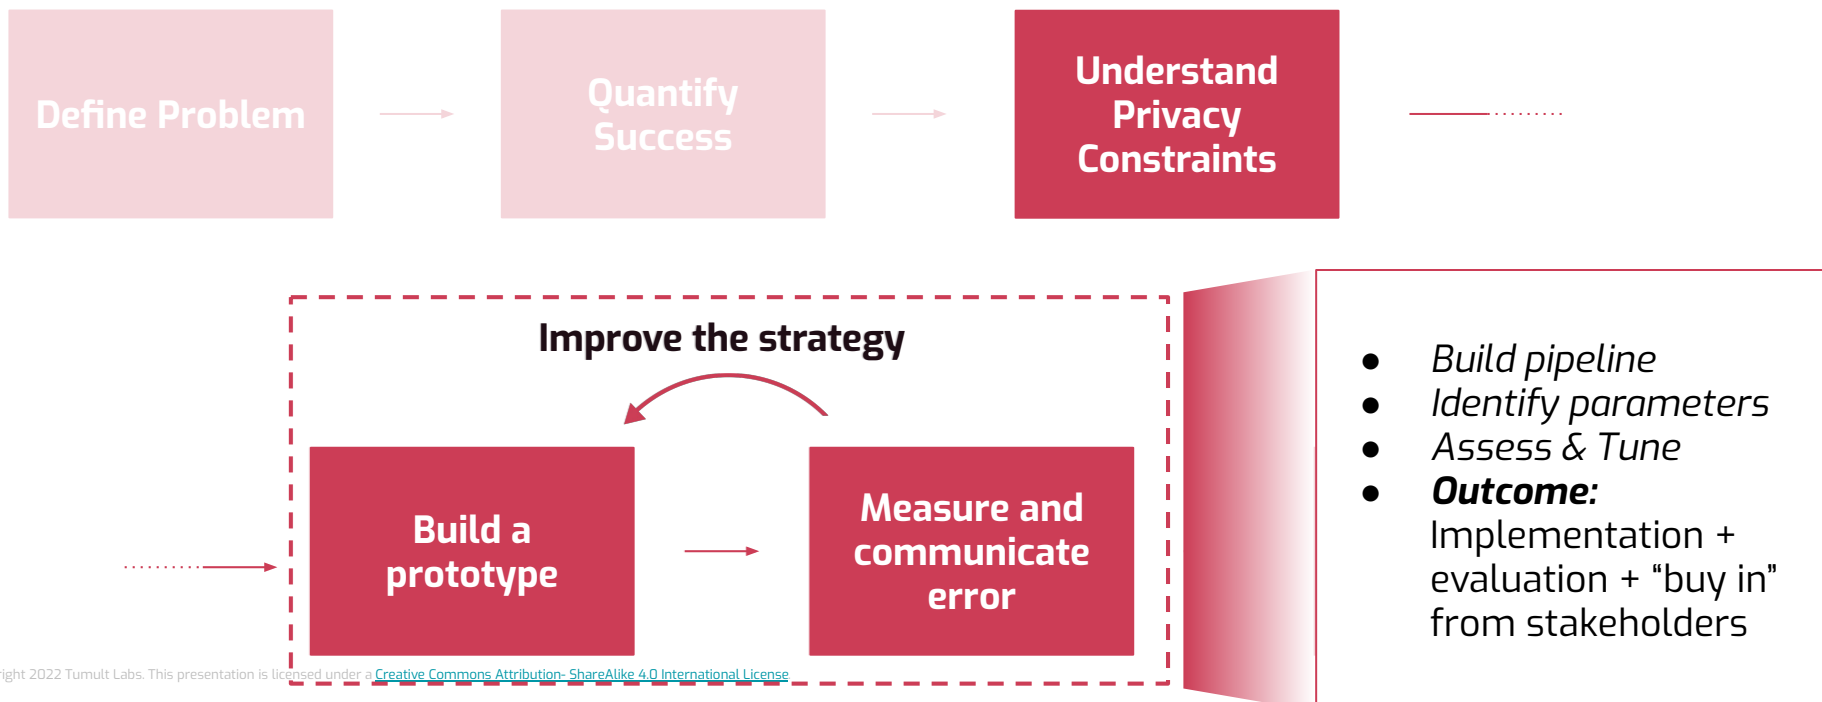 Define Problem
Quantify
Success
Understand
Privacy
Constraints
Improve the strategy
Build a
prototype
Measure and
communicate
error
● Build pipeline
● Identify parameters
● Assess & Tune
● Outcome:
Implementation +
evaluation + “buy in”
from stakeholders
right 2022 Tumult Labs. This presentation is licensed under a Creative Commons Attribution- ShareAlike 4.0 International License